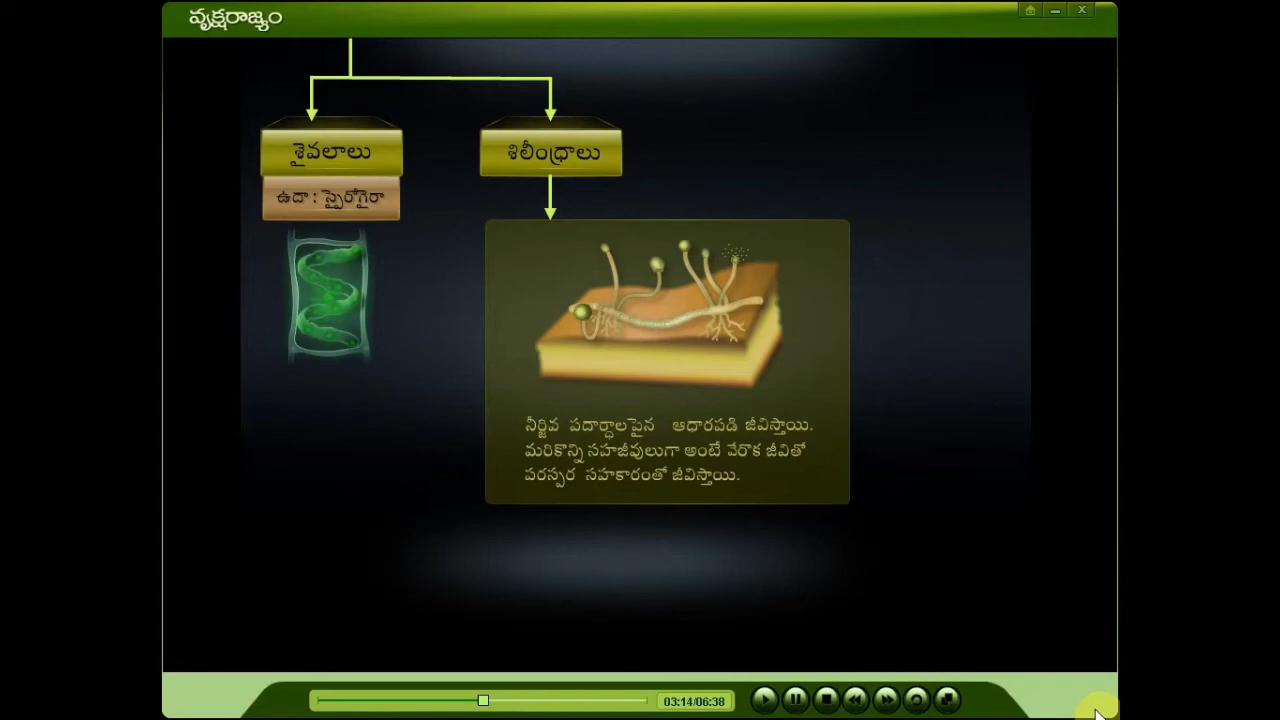 వృక్షరాజ్యం
శైవలాలు
శిలీంధ్రాలు
ఉదా : స్పైరోగైరా
నీర్జివ పదార్ధాలపైన ఆధారపడి జీవిస్తాయి.
మరికొన్ని సహజీవులుగా అంటే వేరొక జీవితో
పరస్పర సహకారంతో జీవిస్తాయి.
03:14/06:38